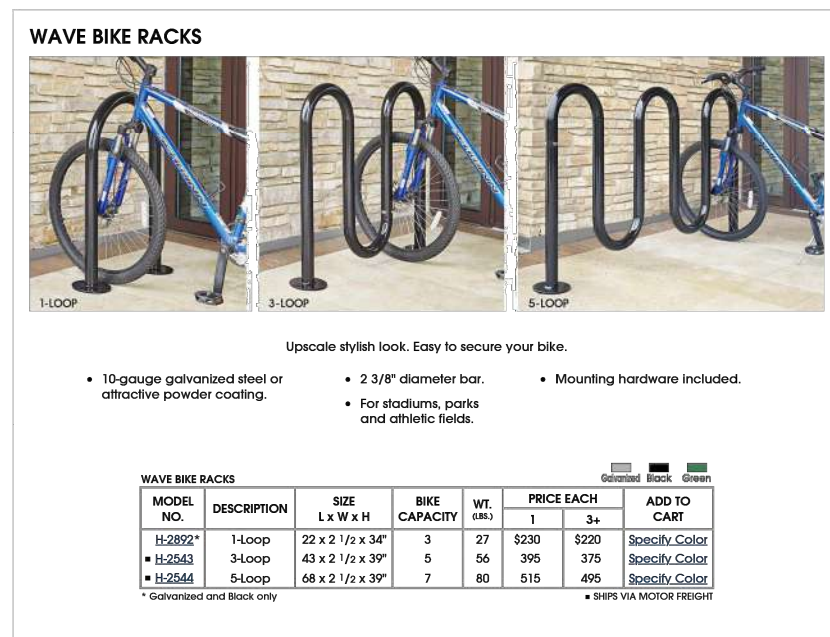 WAVE BIKE RACKS
1-LOOP
3-LOOP
5-LOOP
Upscale stylish look. Easy to secure your bike.
• 10-gauge galvanized steel or
attractive powder coating.
• 2 3/8" diameter bar.
• For stadiums, parks
and athletic fields.
• Mounting hardware included.
Galvanized Black Green
WAVE BIKE RACKS
MODEL NO. DESCRIPTION SIZE L x W x H BIKE CAPACITY WT. (LBS.) PRICE EACH 1 3+ ADD TO CART
H-2892* 1-Loop 22 x 2 1/2 x 34" 3 27 $230 $220 Specify Color
■ H-2543 3-Loop 43 x 2 1/2 x 39" 5 56 395 375 Specify Color
■ H-2544 5-Loop 68 x 2 1/2 x 39" 7 80 515 495 Specify Color
* Galvanized and Black only
■ SHIPS VIA MOTOR FREIGHT